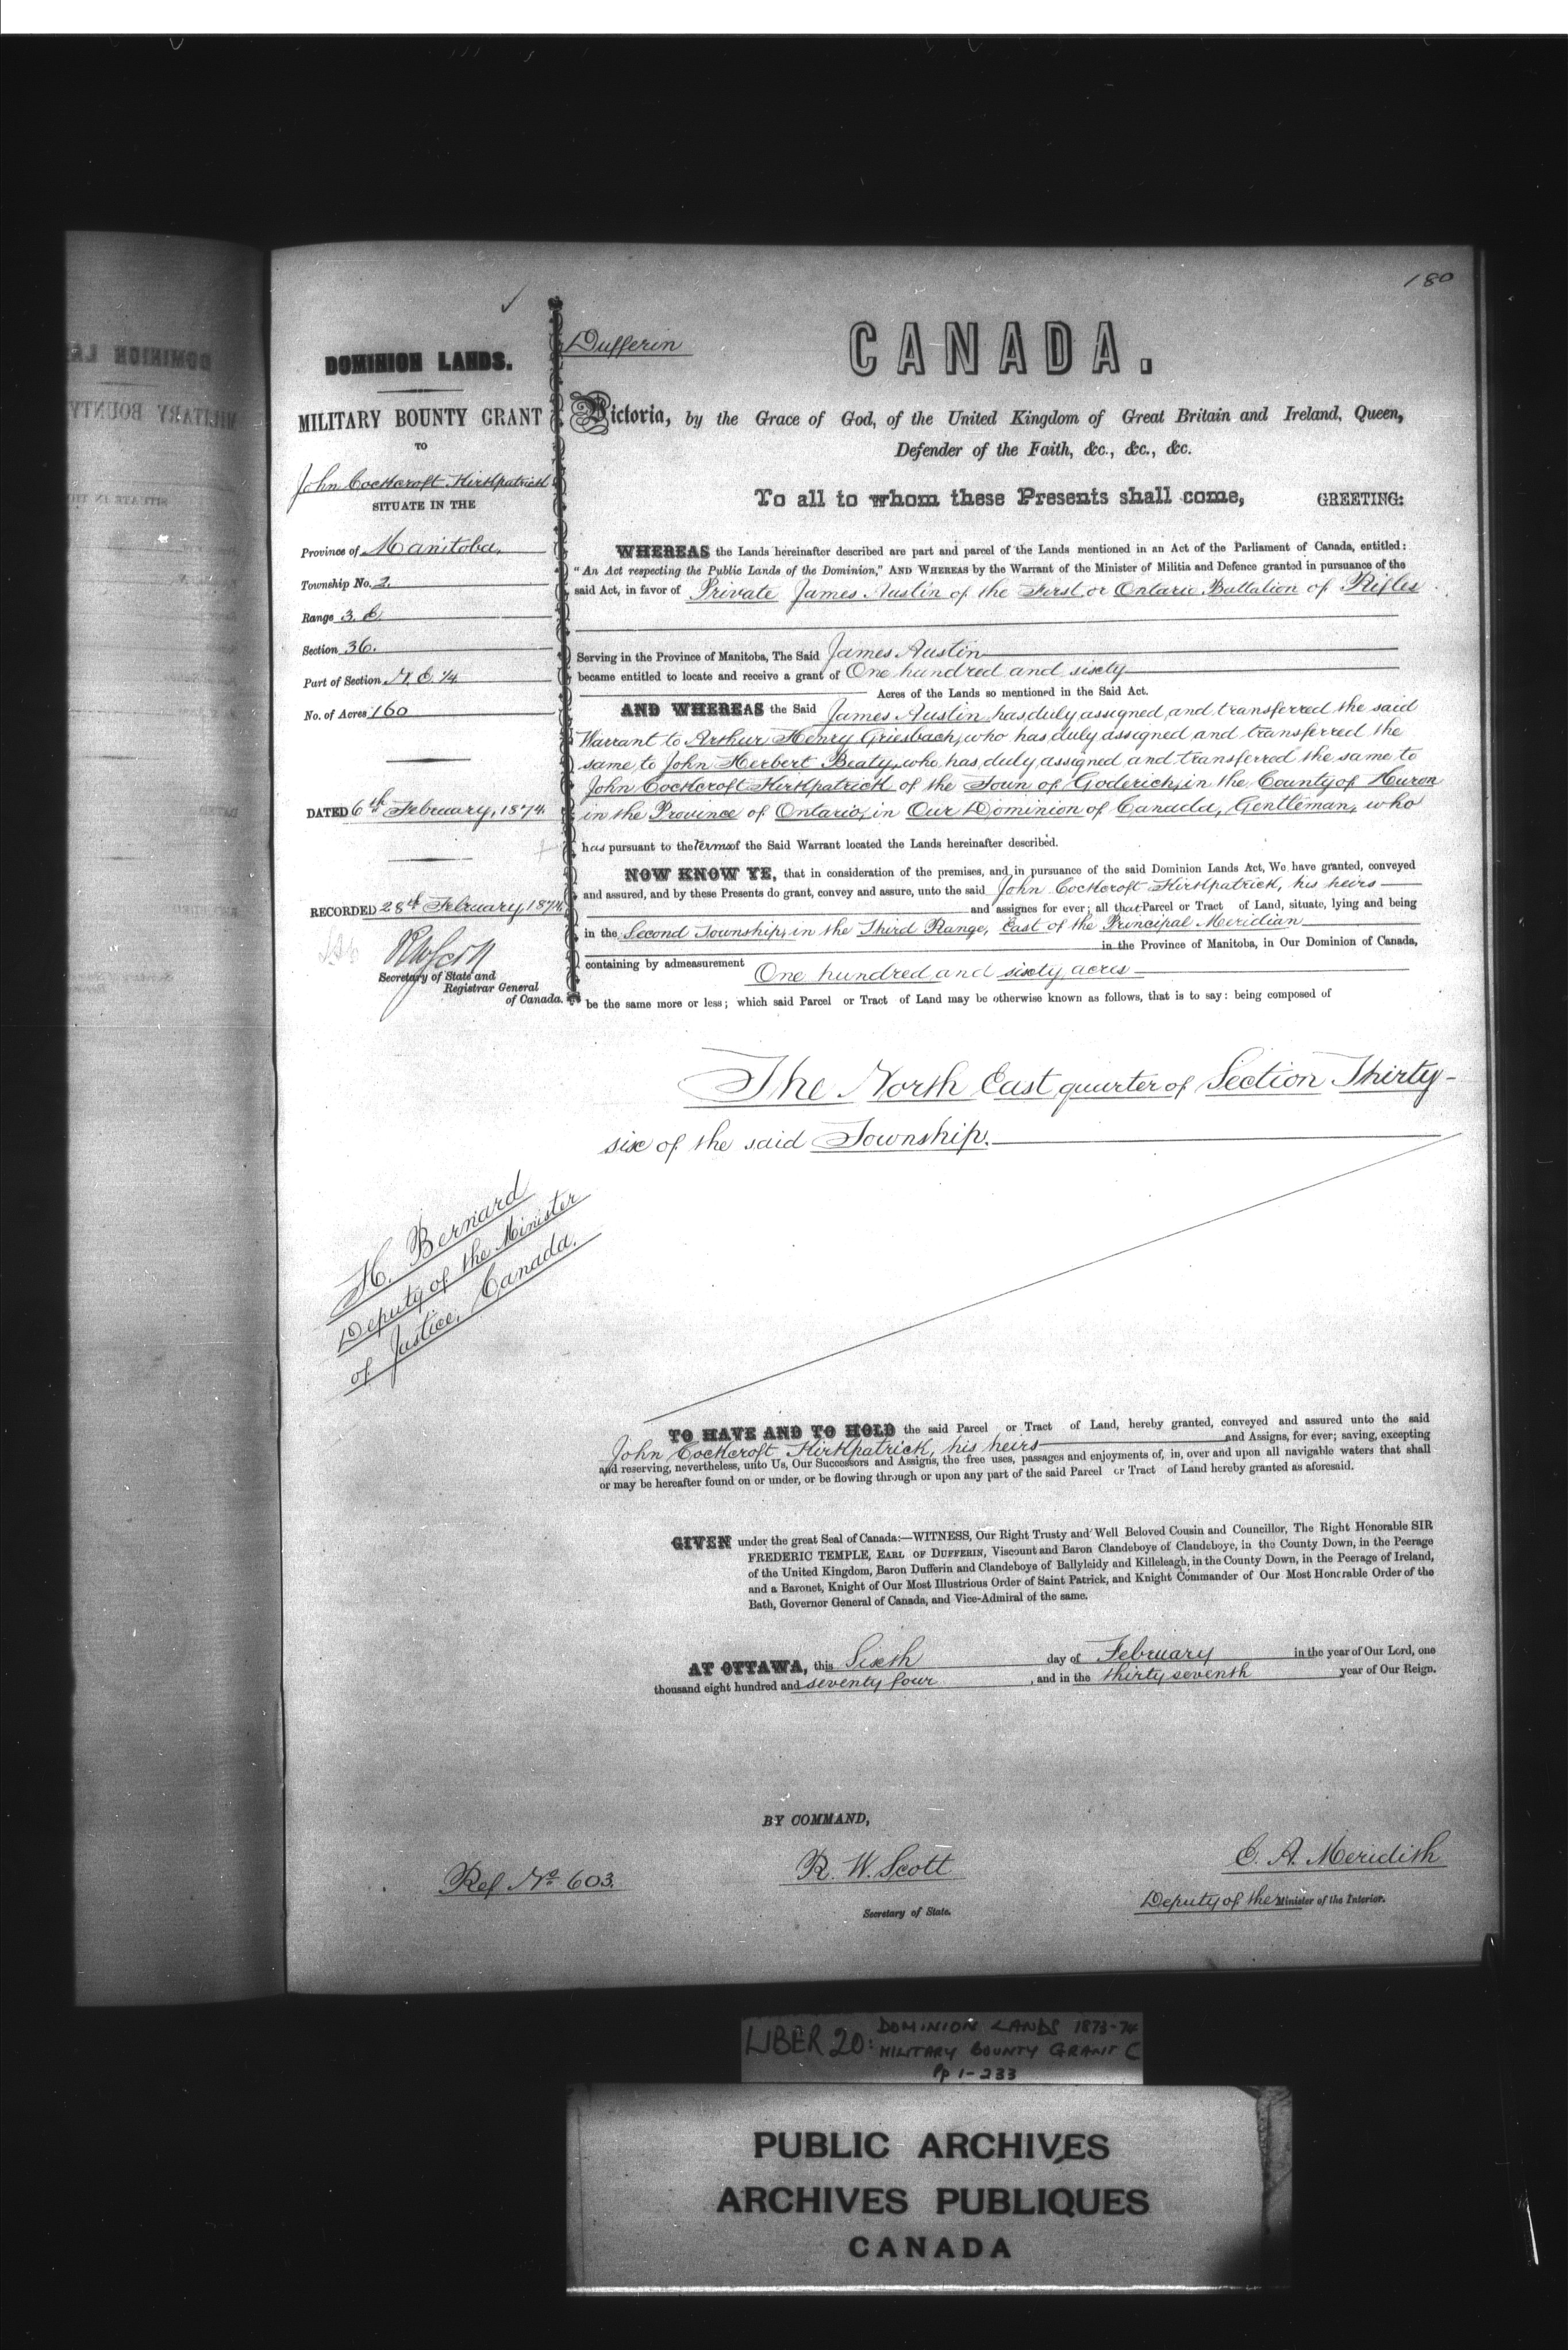 180
DOMINION LANDS.
MILITARY BOUNTY GRANT
TO
John Cockcroft Kirkpatrick
SITUATE IN THE
Province of Manitoba.
Township No. 2.
Range 3. E.
Section 36.
Part of Section N. E. 1/4
No. of Acres 160
DATED 6th February, 1874.
RECORDED 28th February, 1874.
RWScott
Secretary of State and
Registrar General
of Canada.
Dufferin
CANADA.
Victoria, by the Grace of God, of the United Kingdom of Great Britain and Ireland, Queen,
Defender of the Faith, &c., &c., &c.
To all to whom these Presents shall come, GREETING:
WHEREAS the Lands hereinafter described are part and parcel of the Lands mentioned in an Act of the Parliament of Canada, entitled:
"An Act respecting the Public Lands of the Dominion," AND WHEREAS by the Warrant of the Minister of Militia and Defence granted in pursuance of the
said Act, in favor of Private James Austin of the First or Ontario Battalion of Rifles
Serving in the Province of Manitoba, The Said James Austin
became entitled to locate and receive a grant of One hundred and sixty
Acres of the Lands so mentioned in the Said Act.
AND WHEREAS the Said James Austin has duly assigned and transferred the said
Warrant to Arthur Henry Griesbach, who has duly assigned and transferred the
same to John Herbert Beaty, who has duly assigned and transferred the same to
John Cockcroft Kirkpatrick of the Town of Goderich, in the County of Huron
in the Province of Ontario, in Our Dominion of Canada, Gentleman, who
has pursuant to the Terms of the Said Warrant located the Lands hereinafter described.
NOW KNOW YE, that in consideration of the premises, and in pursuance of the said Dominion Lands Act, We have granted, conveyed
and assured, and by these Presents do grant, convey and assure, unto the said John Cockcroft Kirkpatrick, his heirs
and assignes for ever; all that Parcel or Tract of Land, situate, lying and being
in the Second Township, in the Third Range, East of the Principal Meridian
in the Province of Manitoba, in Our Dominion of Canada,
containing by admeasurement One hundred and sixty acres
be the same more or less; which said Parcel or Tract of Land may be otherwise known as follows, that is to say: being composed of
The North East quarter of Section Thirty-
six of the said Township.
H. Bernard
Deputy of the Minister
of Justice, Canada.
TO HAVE AND TO HOLD the said Parcel or Tract of Land, hereby granted, conveyed and assured unto the said
John Cockcroft Kirkpatrick, his heirs and Assigns, for ever; saving, excepting
and reserving, nevertheless, unto Us, Our Successors and Assigns, the free uses, passages and enjoyments of, in, over and upon all navigable waters that shall
or may be hereafter found on or under, or be flowing through or upon any part of the said Parcel or Tract of Land hereby granted as aforesaid.
GIVEN under the great Seal of Canada:—WITNESS, Our Right Trusty and Well Beloved Cousin and Councillor, The Right Honorable SIR
FREDERIC TEMPLE, EARL OF DUFFERIN, Viscount and Baron Clandeboye of Clandeboye, in the County Down, in the Peerage
of the United Kingdom, Baron Dufferin and Clandeboye of Ballyleidy and Killeleagh, in the County Down, in the Peerage of Ireland,
and a Baronet, Knight of Our Most Illustrious Order of Saint Patrick, and Knight Commander of Our Most Honorable Order of the
Bath, Governor General of Canada, and Vice-Admiral of the same.
AT OTTAWA, this Sixth day of February in the year of Our Lord, one
thousand eight hundred and seventy four, and in the thirty seventh year of Our Reign.
BY COMMAND,
Ref No 603.
R. W. Scott
Secretary of State.
E. A. Meridith
Deputy of the Minister of the Interior.
LIBER 20: DOMINION LANDS 1873-74
MILITARY BOUNTY GRANT C
Pp 1-233
PUBLIC ARCHIVES
ARCHIVES PUBLIQUES
CANADA